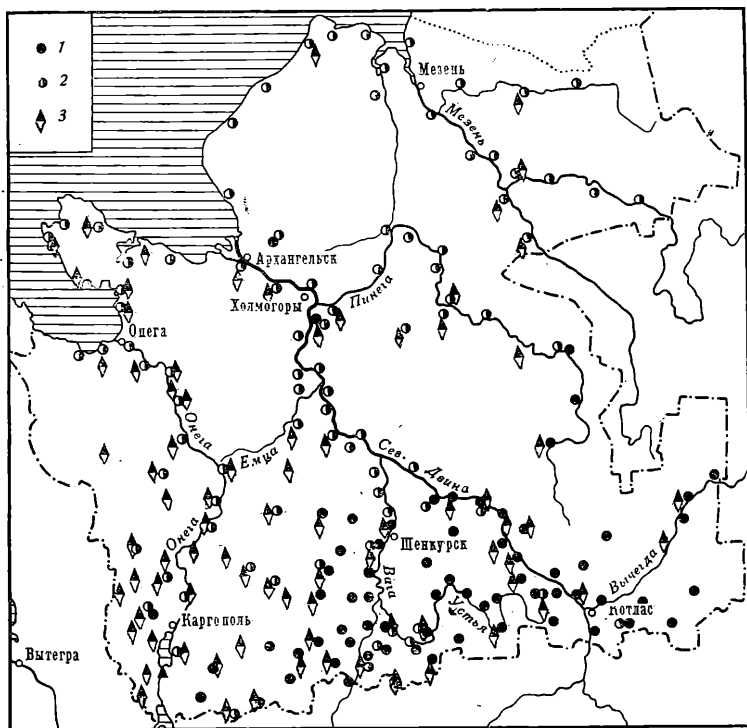 1
2
3
Мезень
Мезень
Архангельск
Холмогоры
Пинега
Онега
Онега
Емца
Сев. Двина
Онега
Шенкурск
Вага
Устья
Вычегда
Котлас
Каргополь
Вытегра